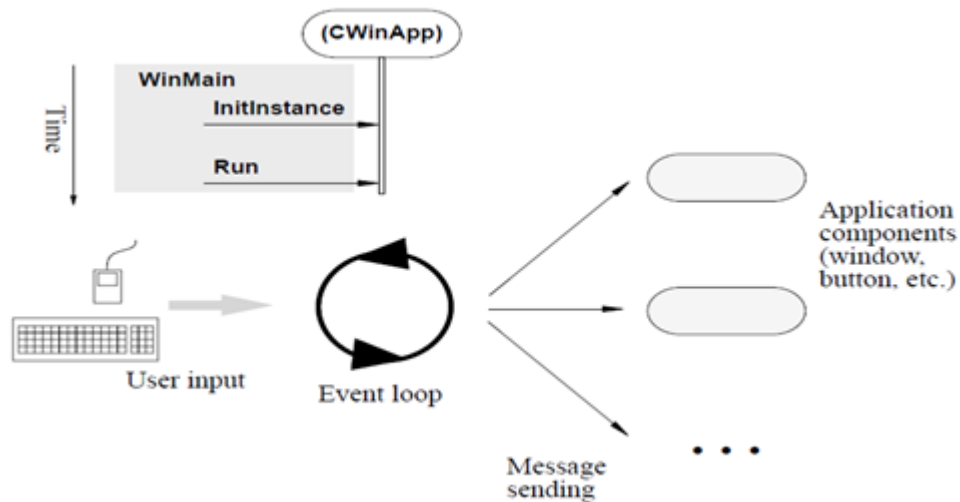 (CWinApp)
WinMain
InitInstance
Run
Time
User input
Event loop
Message
sending
Application
components
(window,
button, etc.)